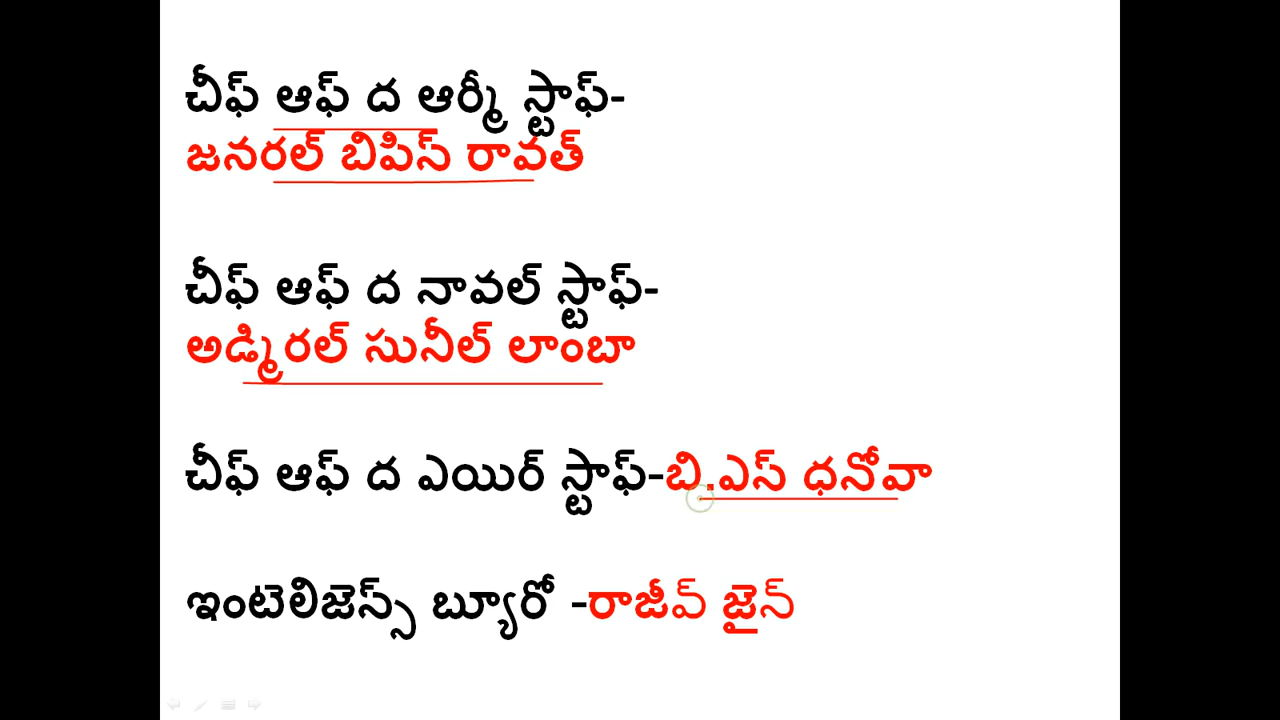 చీఫ్ ఆఫ్ ద ఆర్మీ స్టాఫ్-
జనరల్ బిపిన్ రావత్
చీఫ్ ఆఫ్ ద నావల్ స్టాఫ్-
అడ్మిరల్ సునీల్ లాంబా
చీఫ్ ఆఫ్ ద ఎయిర్ స్టాఫ్-బి.ఎస్ ధనోవా
ఇంటెలిజెన్స్ బ్యూరో -రాజీవ్ జైన్